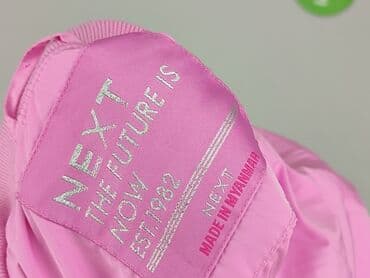 NEXT
THE FUTURE IS
NOW
EST.1982
NEXT
MADE IN MYANMAR